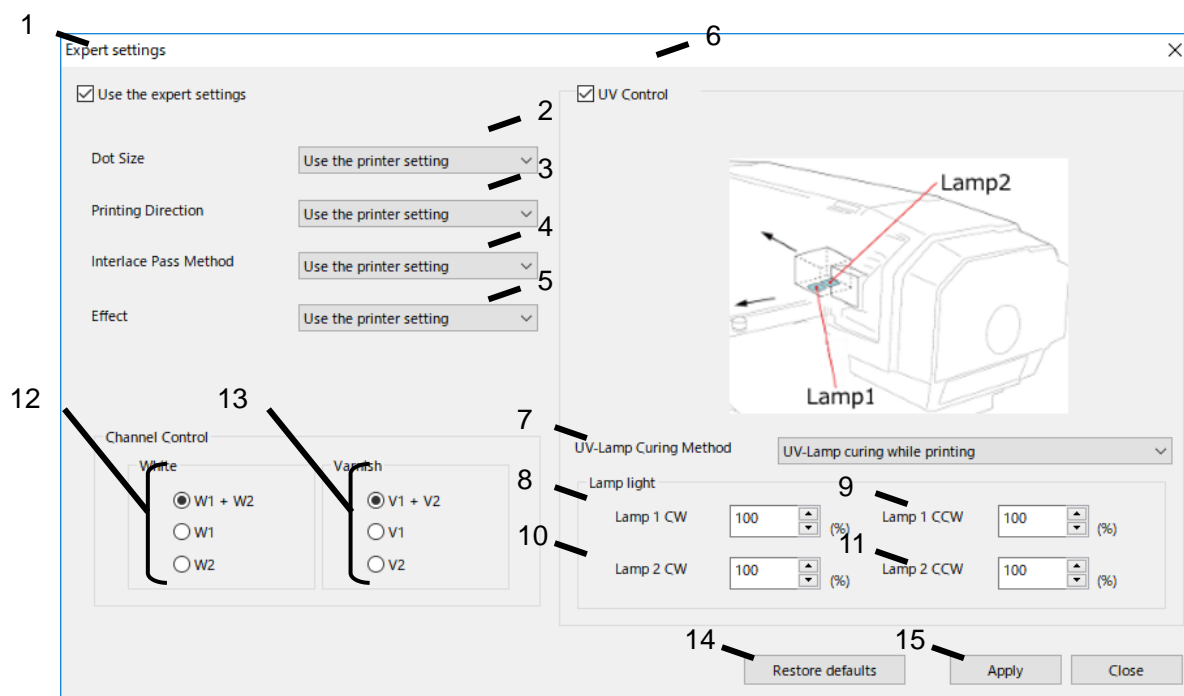 1
6
Expert settings
Use the expert settings
UV Control
2
Dot Size
Use the printer setting
3
Printing Direction
Use the printer setting
4
Interlace Pass Method
Use the printer setting
5
Effect
Use the printer setting
Lamp2
Lamp1
12
13
Channel Control
White
W1 + W2
W1
W2
Varnish
V1 + V2
V1
V2
7
UV-Lamp Curing Method
UV-Lamp curing while printing
Lamp light
8
Lamp 1 CW
100
(%)
9
Lamp 1 CCW
100
(%)
10
Lamp 2 CW
100
(%)
11
Lamp 2 CCW
100
(%)
14
Restore defaults
15
Apply
Close